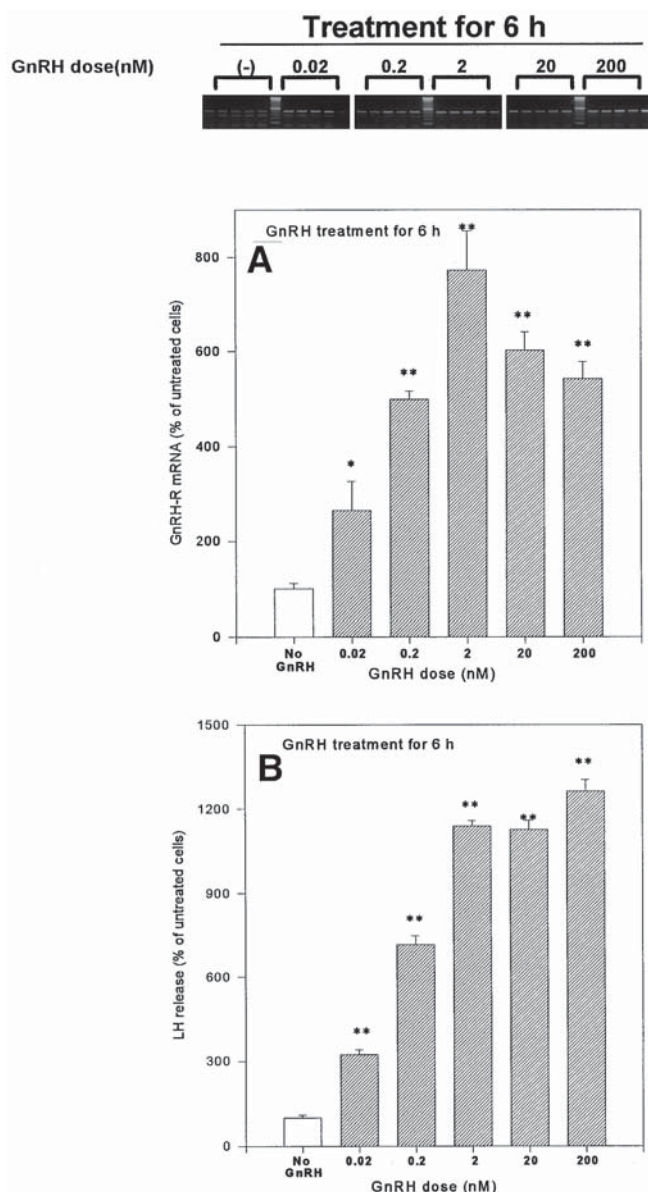 Treatment for 6 h
GnRH dose(nM) (-) 0.02 0.2 2 20 200
A
GnRH treatment for 6 h
GnRH-R mRNA (% of untreated cells)
800
600
400
200
0
* ** ** ** **
No GnRH 0.02 0.2 2 20 200
GnRH dose (nM)
B
GnRH treatment for 6 h
LH release (% of untreated cells)
1500
1200
900
600
300
0
** ** ** ** **
No GnRH 0.02 0.2 2 20 200
GnRH dose (nM)